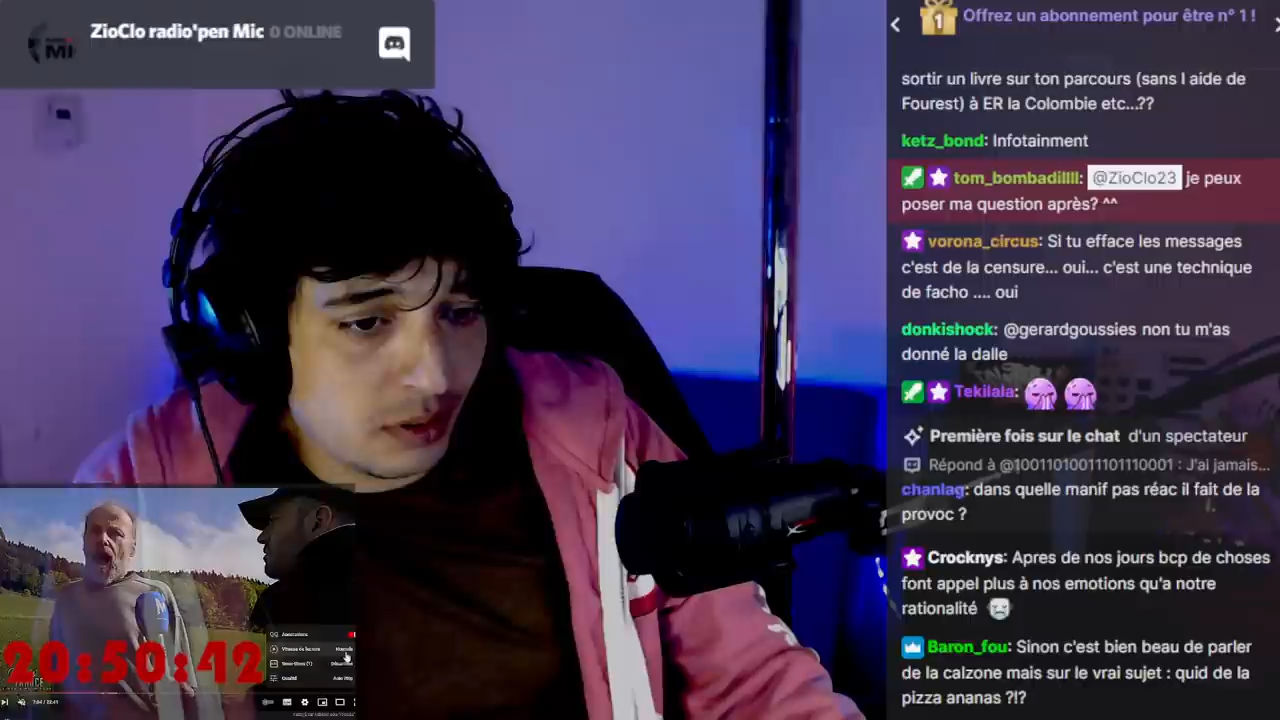 ZioClo radio'pen Mic 0 ONLINE
MI
1 Offrez un abonnement pour être n° 1 !
sortir un livre sur ton parcours (sans l aide de
Fourest) à ER la Colombie etc...??
ketz_bond: Infotainment
tom_bombadillll: @ZioClo23 je peux
poser ma question après? ^^
vorona_circus: Si tu efface les messages
c'est de la censure... oui... c'est une technique
de facho .... oui
donkishock: @gerardgoussies non tu m'as
donné la dalle
Tekilala:
Première fois sur le chat d'un spectateur
Répond à @10011010011101110001 : J'ai jamais...
chanlag: dans quelle manif pas réac il fait de la
provoc ?
Crocknys: Apres de nos jours bcp de choses
font appel plus à nos emotions qu'a notre
rationalité
Baron_fou: Sinon c'est bien beau de parler
de la calzone mais sur le vrai sujet : quid de la
pizza ananas ?!?
20:50:42